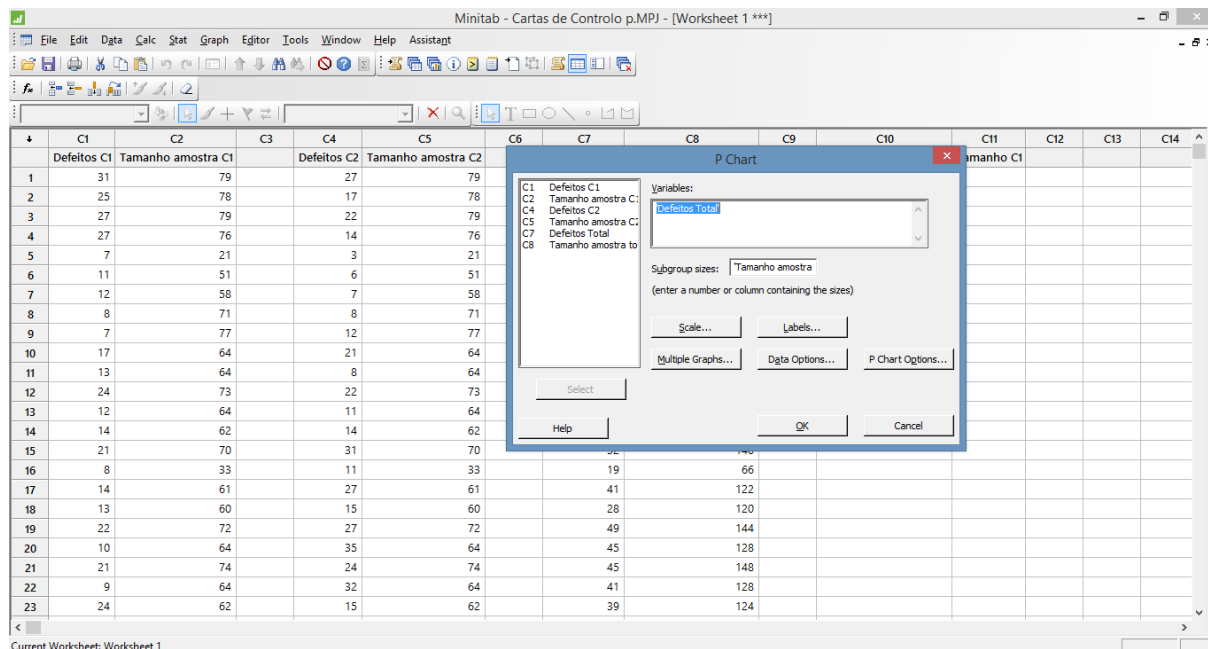 Minitab - Cartas de Controlo p.MPJ - [Worksheet 1 ***]
File Edit Data Calc Stat Graph Editor Tools Window Help Assistant
C1 C2 C3 C4 C5 C6 C7 C8 C9 C10 C11 C12 C13 C14
Defeitos C1 Tamanho amostra C1 Defeitos C2 Tamanho amostra C2 amanho C1
1 31 79 27 79
2 25 78 17 78
3 27 79 22 79
4 27 76 14 76
5 7 21 3 21
6 11 51 6 51
7 12 58 7 58
8 8 71 8 71
9 7 77 12 77
10 17 64 21 64
11 13 64 8 64
12 24 73 22 73
13 12 64 11 64
14 14 62 14 62
15 21 70 31 70
16 8 33 11 33 19 66
17 14 61 27 61 41 122
18 13 60 15 60 28 120
19 22 72 27 72 49 144
20 10 64 35 64 45 128
21 21 74 24 74 45 148
22 9 64 32 64 41 128
23 24 62 15 62 39 124
P Chart
C1 Defeitos C1
C2 Tamanho amostra C1
C4 Defeitos C2
C5 Tamanho amostra C2
C7 Defeitos Total
C8 Tamanho amostra to
Variables:
'Defeitos Total'
Subgroup sizes: 'Tamanho amostra
(enter a number or column containing the sizes)
Scale... Labels...
Multiple Graphs... Data Options... P Chart Options...
Select
Help OK Cancel
Current Worksheet: Worksheet 1